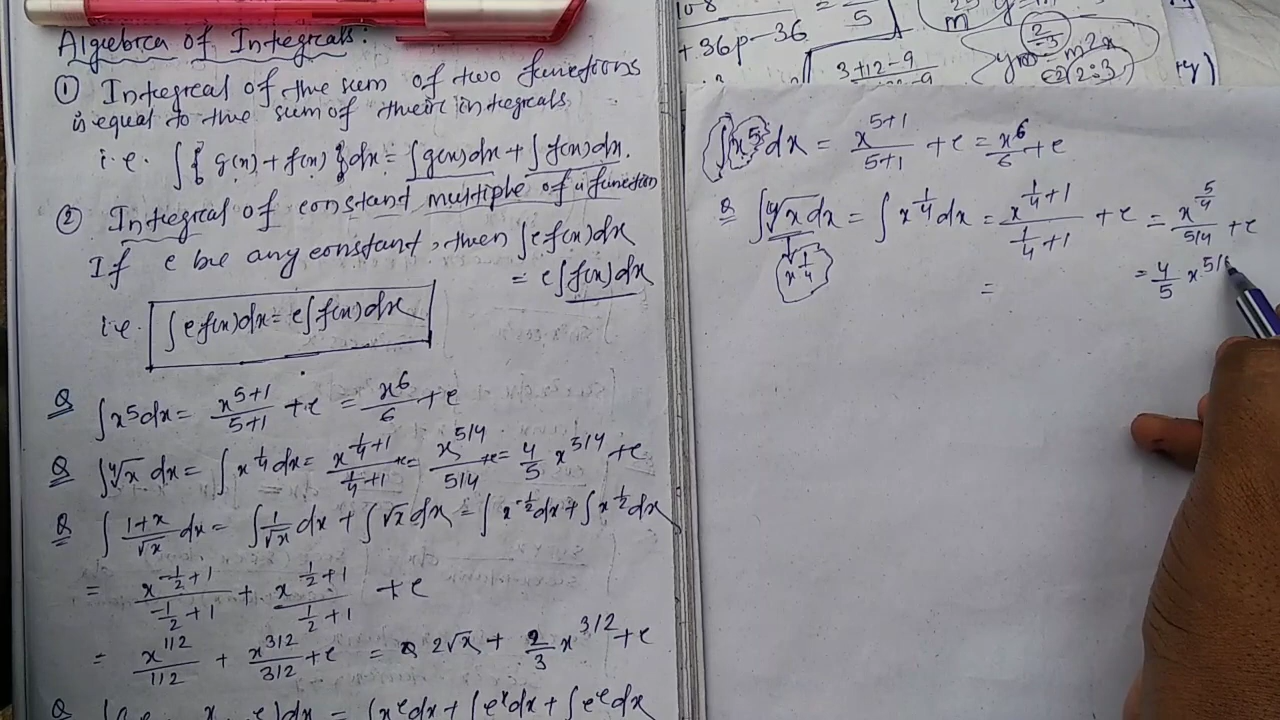 Algebra of Integrals:
① Integral of the sum of two functions
is equal to the sum of their integrals
i.e. ∫{g(x) + f(x)}dx = ∫g(x)dx + ∫f(x)dx.
② Integral of constant multiple of a function
If c be any constant, then ∫c f(x)dx
= c∫f(x)dx
i.e. ∫c f(x)dx = c∫f(x)dx
Q ∫x⁵dx = x^(5+1)/(5+1) + c = x⁶/6 + c
Q ∫∜x dx = ∫x^(1/4)dx = x^(1/4+1)/(1/4+1) + c = x^(5/4)/(5/4) + c = 4/5 x^(5/4) + c
Q ∫(1+x)/√x dx = ∫1/√x dx + ∫√x dx = ∫x^(-1/2)dx + ∫x^(1/2)dx
= x^(-1/2+1)/(-1/2+1) + x^(1/2+1)/(1/2+1) + c
= x^(1/2)/(1/2) + x^(3/2)/(3/2) + c = 2√x + 2/3 x^(3/2) + c
= ∫x^e dx + ∫e^x dx + ∫e^e dx
+ 36p - 36
3+12-9
∫x⁵dx = x^(5+1)/(5+1) + c = x⁶/6 + c
Q ∫∜x dx = ∫x^(1/4)dx = x^(1/4+1)/(1/4+1) + c = x^(5/4)/(5/4) + c
x^(1/4)
= = 4/5 x^(5/